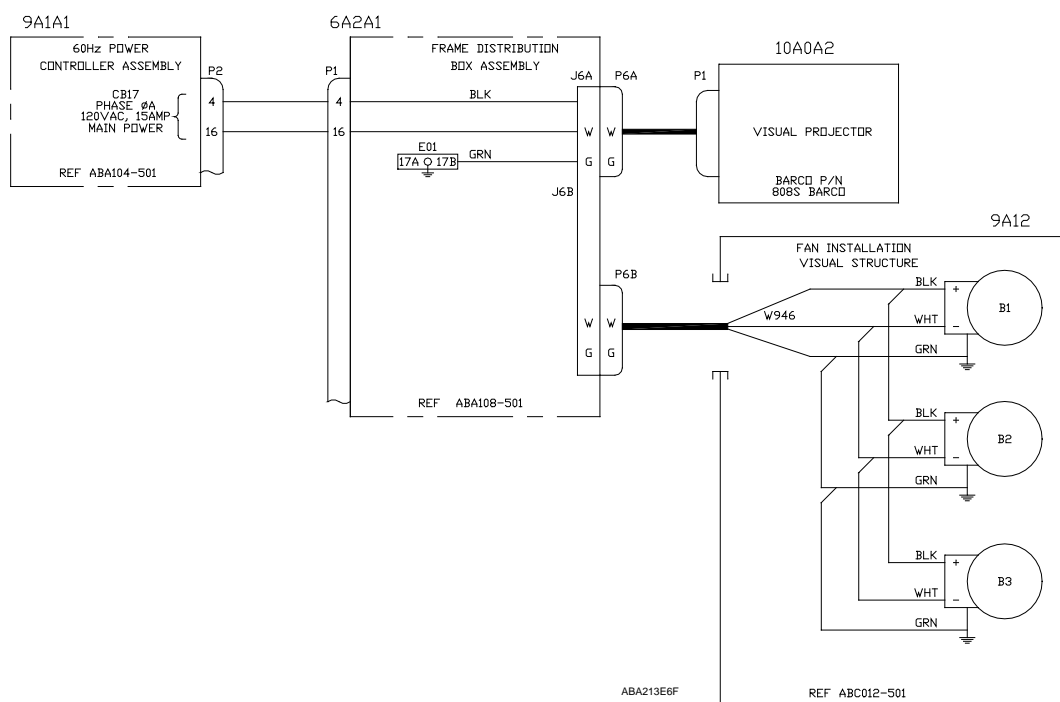 9A1A1
6A2A1
60Hz POWER
CONTROLLER ASSEMBLY
P2
P1
FRAME DISTRIBUTION
BOX ASSEMBLY
J6A
P6A
P1
10A0A2
CB17
PHASE ØA
120VAC, 15AMP
MAIN POWER
4
16
4
16
BLK
W
W
VISUAL PROJECTOR
E01
17A
17B
GRN
G
G
REF ABA104-501
J6B
BARCO P/N
808S BARCO
9A12
FAN INSTALLATION
VISUAL STRUCTURE
P6B
BLK
+
B1
W946
WHT
-
W
W
GRN
G
G
REF ABA108-501
BLK
+
B2
WHT
-
GRN
BLK
+
B3
WHT
-
GRN
ABA213E6F
REF ABC012-501